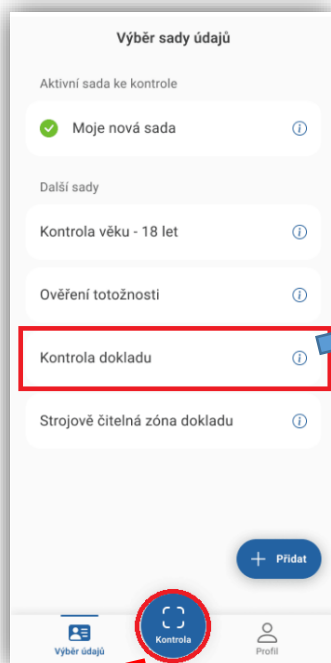 Výběr sady údajů
Aktivní sada ke kontrole
Moje nová sada
Další sady
Kontrola věku - 18 let
Ověření totožnosti
Kontrola dokladu
Strojově čitelná zóna dokladu
+ Přidat
Výběr údajů
Kontrola
Profil